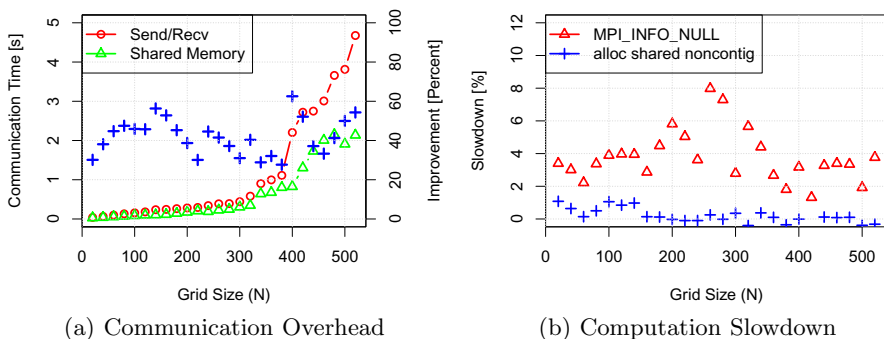 Communication Time [s]
5
4
3
2
1
0
Send/Recv
Shared Memory
100
80
60
40
20
0
Improvement [Percent]
0
100
200
300
400
500
Grid Size (N)
(a) Communication Overhead
Slowdown [%]
12
10
8
6
4
2
0
MPI_INFO_NULL
alloc shared noncontig
0
100
200
300
400
500
Grid Size (N)
(b) Computation Slowdown